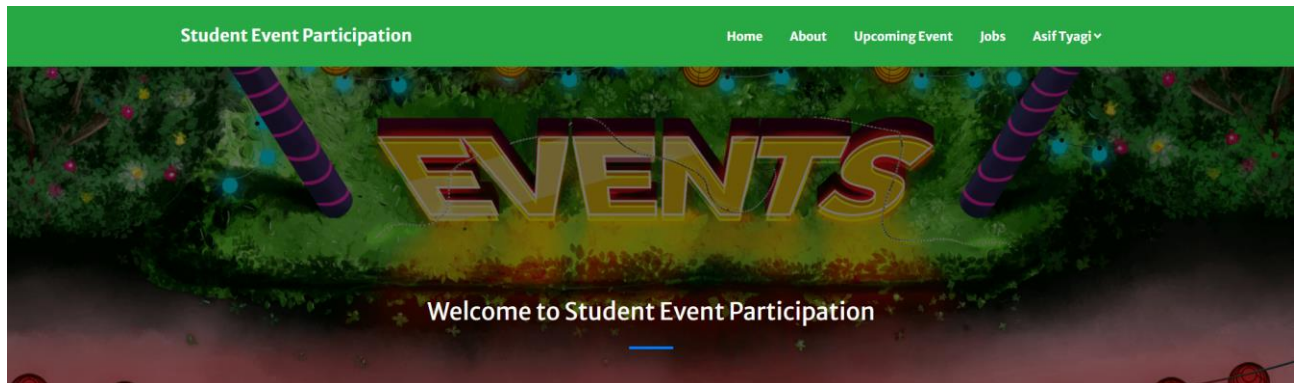 Student Event Participation Home About Upcoming Event Jobs Asif Tyagi
EVENTS
Welcome to Student Event Participation